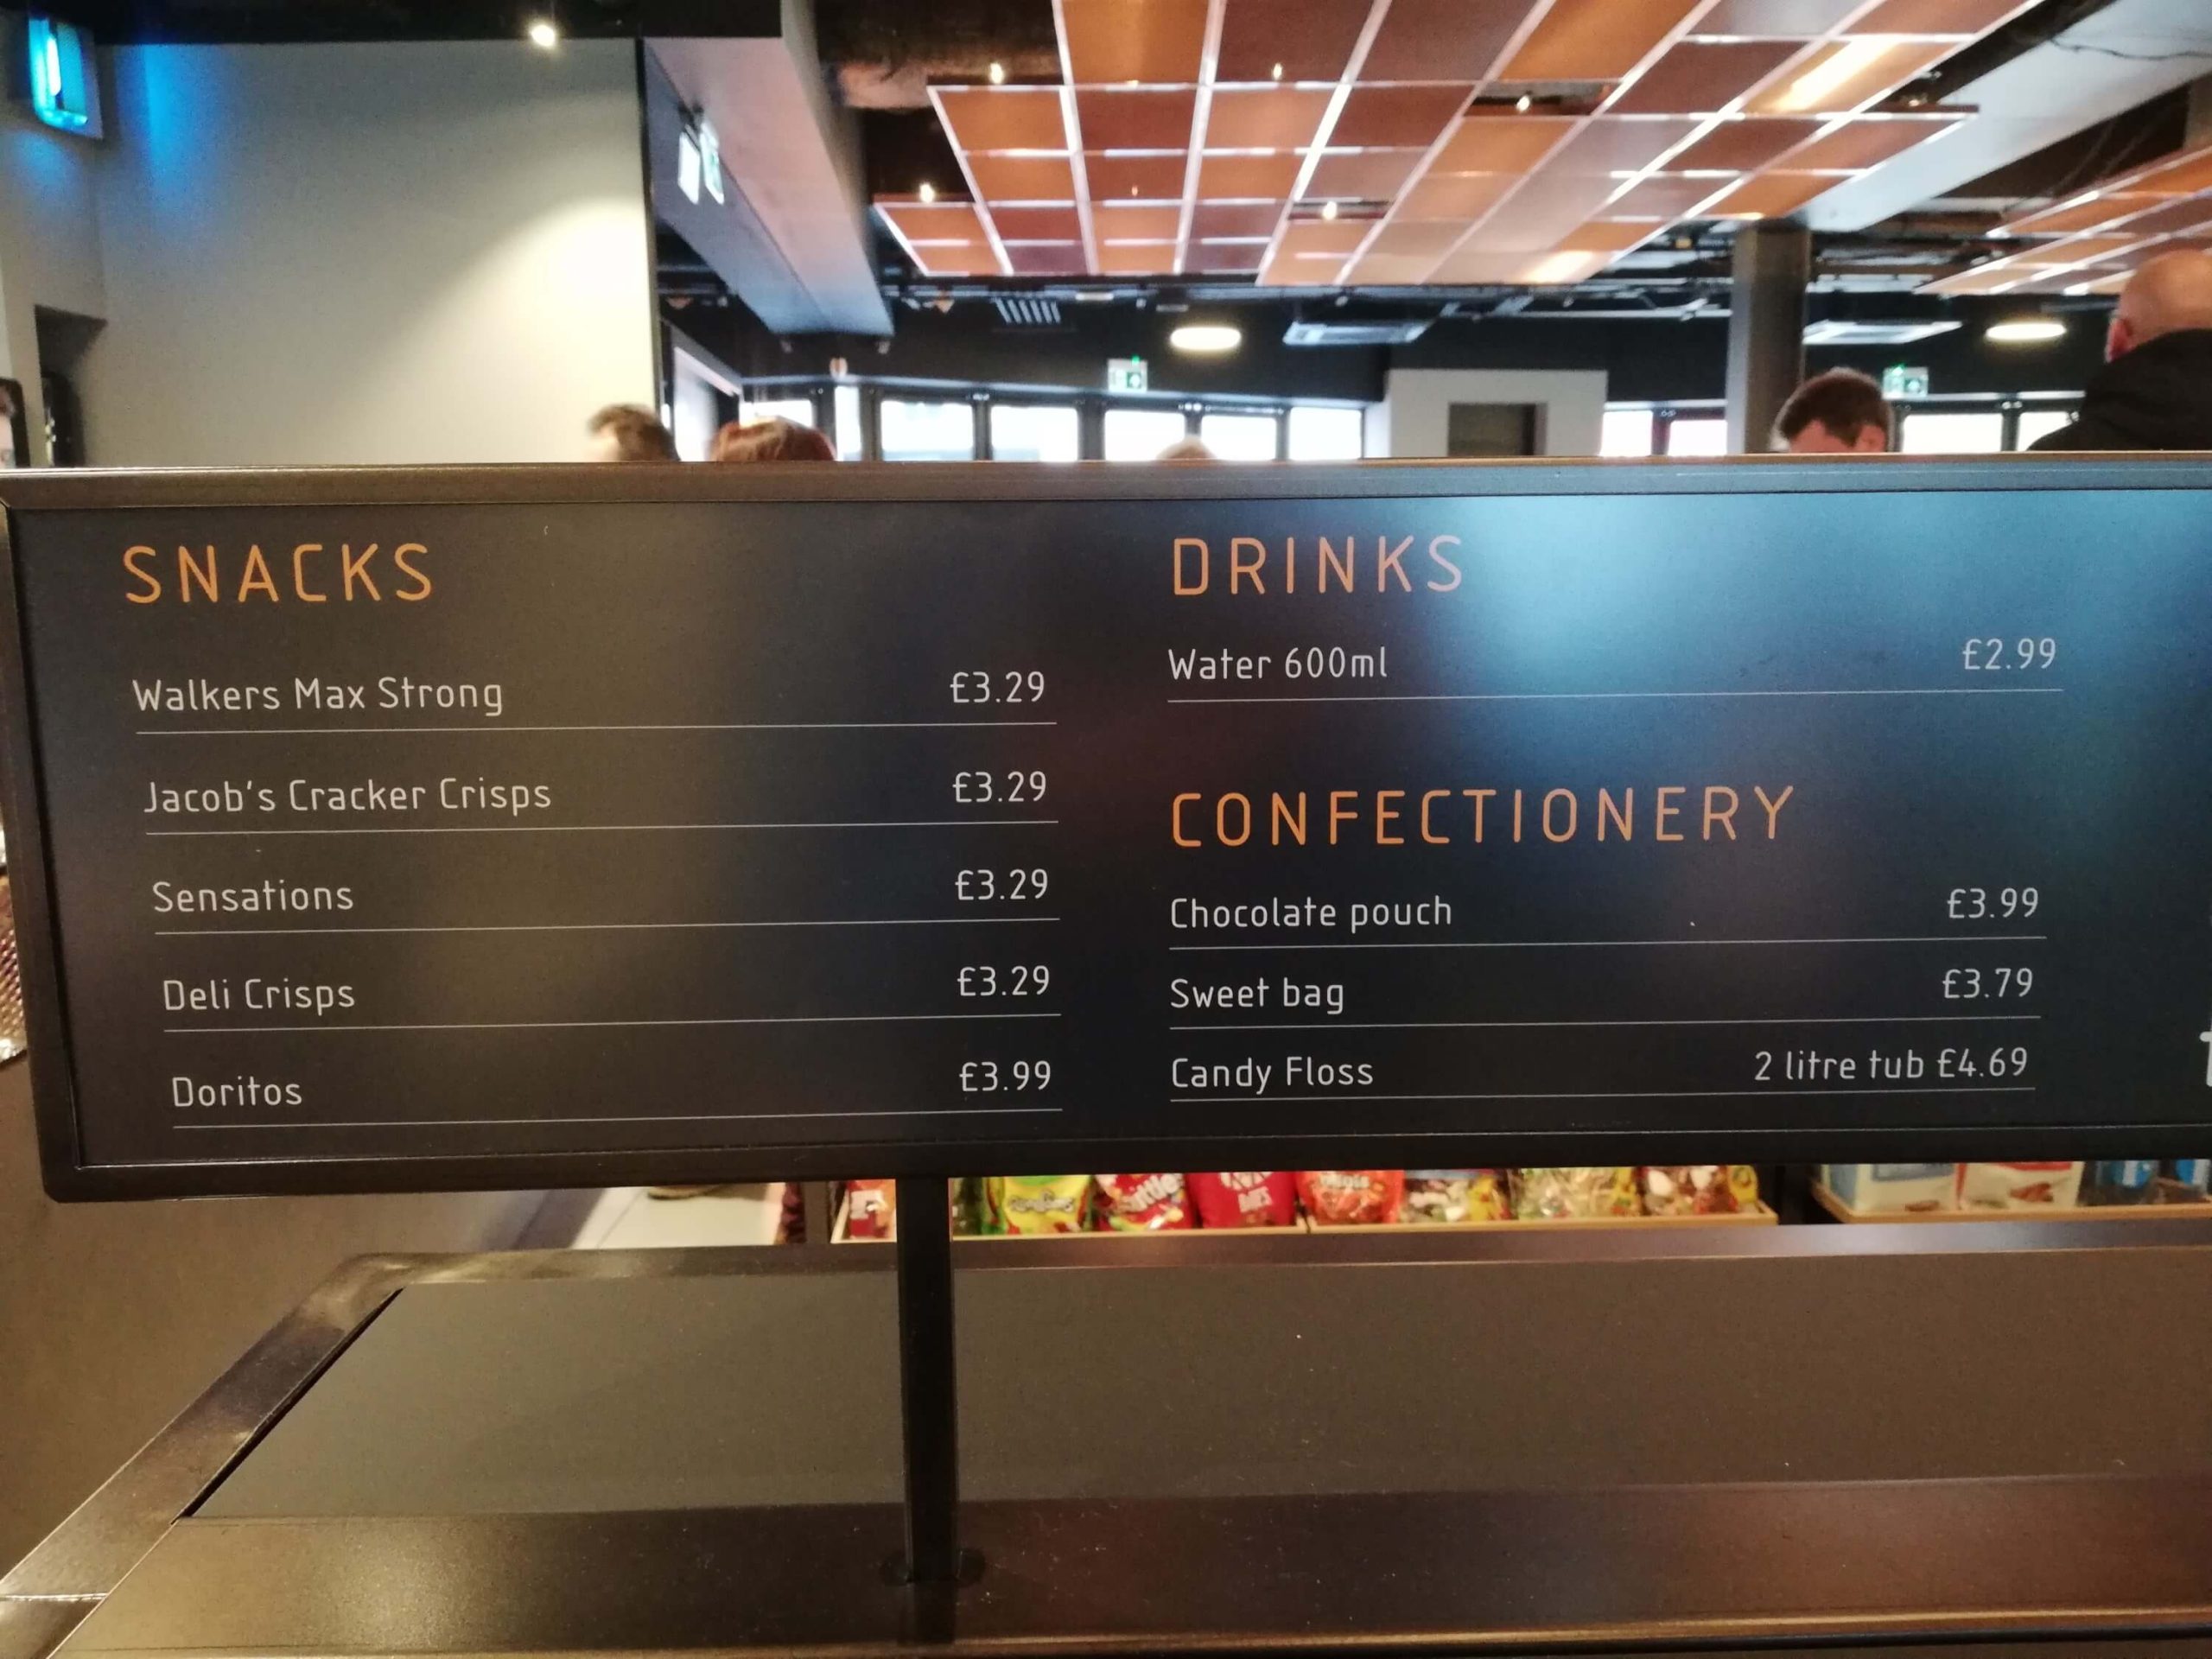 SNACKS
Walkers Max Strong £3.29
Jacob's Cracker Crisps £3.29
Sensations £3.29
Deli Crisps £3.29
Doritos £3.99
DRINKS
Water 600ml £2.99
CONFECTIONERY
Chocolate pouch £3.99
Sweet bag £3.79
Candy Floss 2 litre tub £4.69